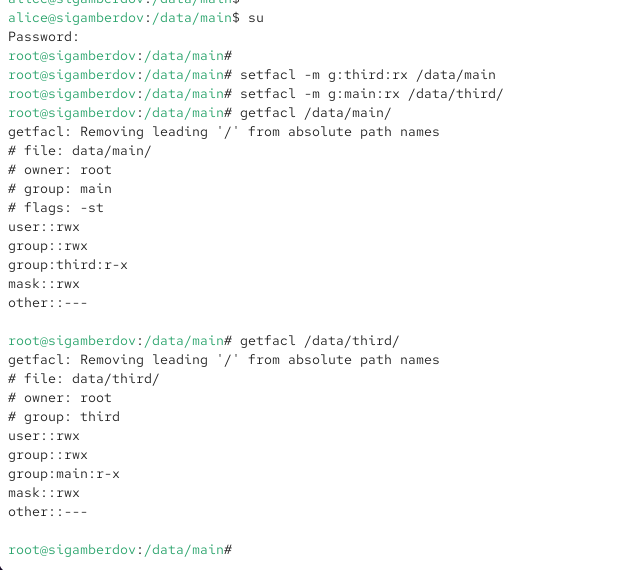 alice@sigamberdov:/data/main$
alice@sigamberdov:/data/main$ su
Password:
root@sigamberdov:/data/main#
root@sigamberdov:/data/main# setfacl -m g:third:rx /data/main
root@sigamberdov:/data/main# setfacl -m g:main:rx /data/third/
root@sigamberdov:/data/main# getfacl /data/main/
getfacl: Removing leading '/' from absolute path names
# file: data/main/
# owner: root
# group: main
# flags: -st
user::rwx
group::rwx
group:third:r-x
mask::rwx
other::---
root@sigamberdov:/data/main# getfacl /data/third/
getfacl: Removing leading '/' from absolute path names
# file: data/third/
# owner: root
# group: third
user::rwx
group::rwx
group:main:r-x
mask::rwx
other::---
root@sigamberdov:/data/main#